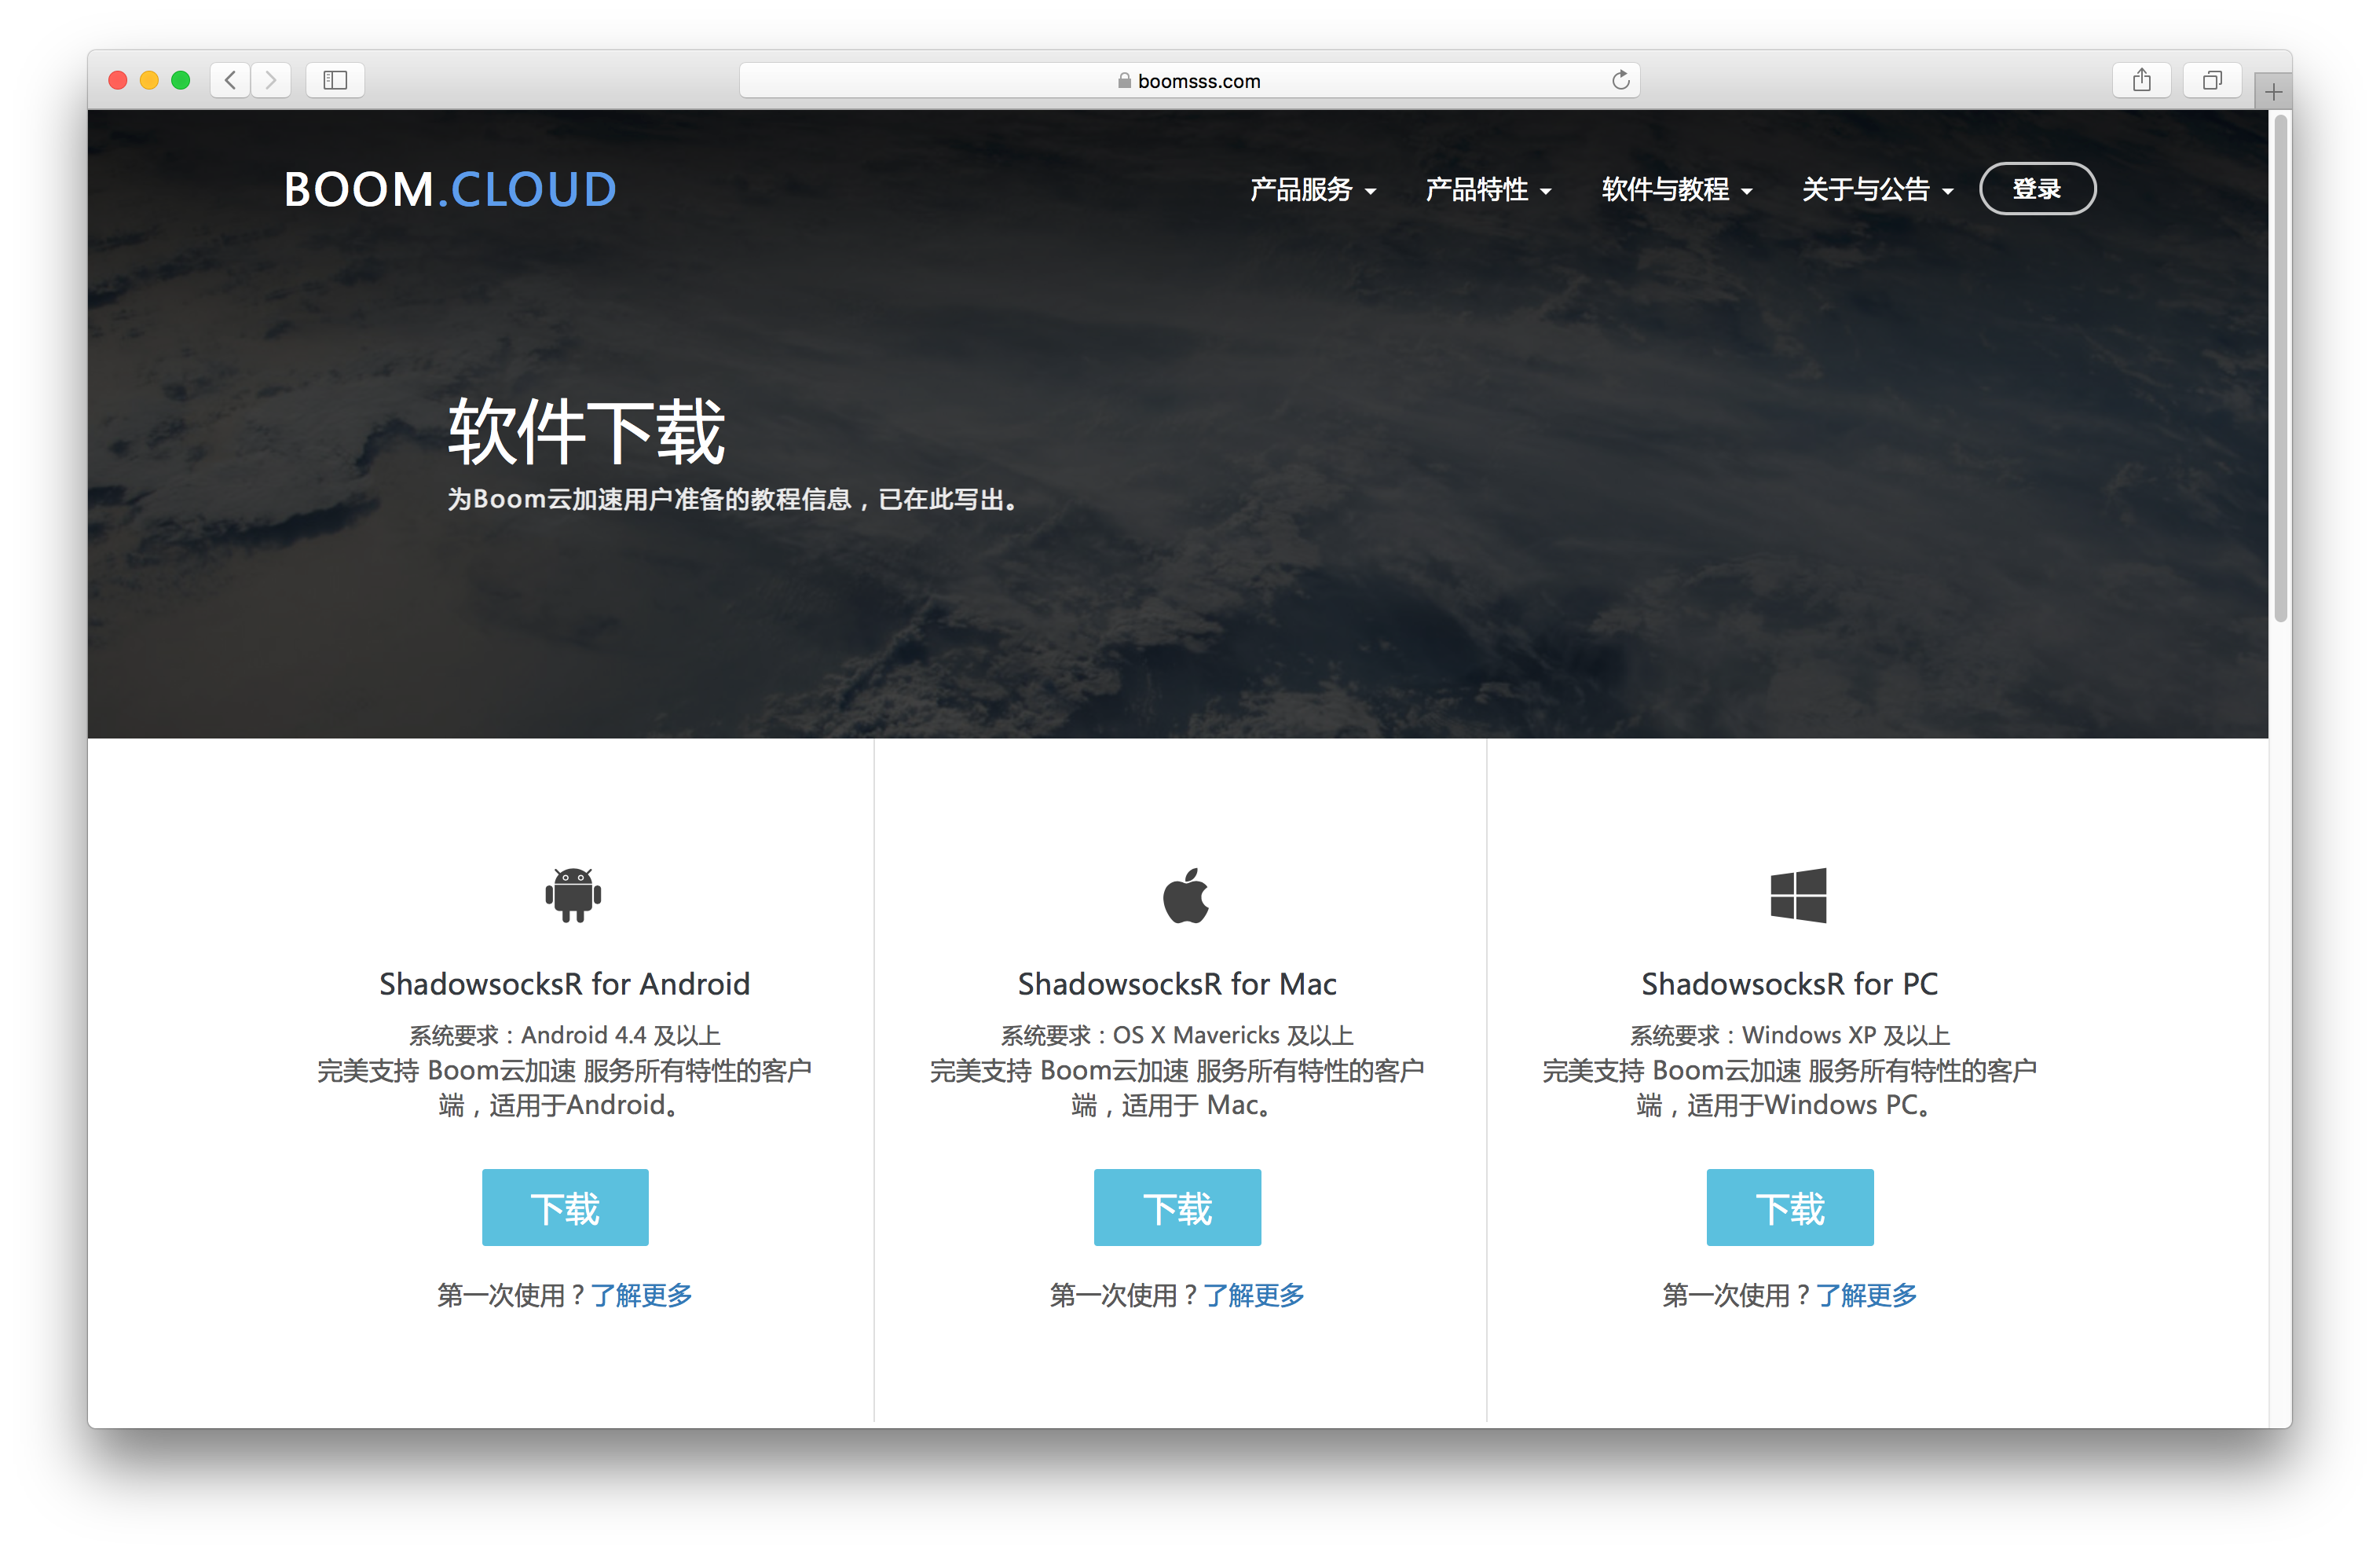 boomsss.com
BOOM.CLOUD
产品服务 产品特性 软件与教程 关于与公告 登录
软件下载
为Boom云加速用户准备的教程信息，已在此写出。
ShadowsocksR for Android
系统要求：Android 4.4 及以上
完美支持 Boom云加速 服务所有特性的客户
端，适用于Android。
下载
第一次使用？了解更多
ShadowsocksR for Mac
系统要求：OS X Mavericks 及以上
完美支持 Boom云加速 服务所有特性的客户
端，适用于 Mac。
下载
第一次使用？了解更多
ShadowsocksR for PC
系统要求：Windows XP 及以上
完美支持 Boom云加速 服务所有特性的客户
端，适用于Windows PC。
下载
第一次使用？了解更多